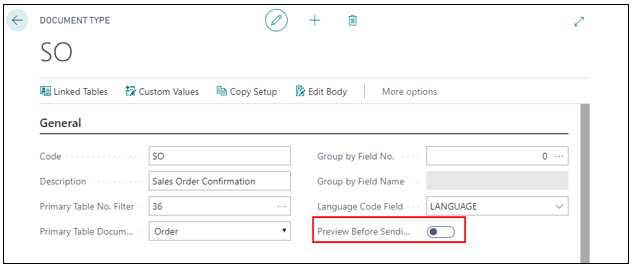 DOCUMENT TYPE
SO
Linked Tables Custom Values Copy Setup Edit Body More options
General
Code SO Group by Field No. 0 ...
Description Sales Order Confirmation Group by Field Name
Primary Table No. Filter 36 ... Language Code Field LANGUAGE
Primary Table Docum... Order Preview Before Sendi...